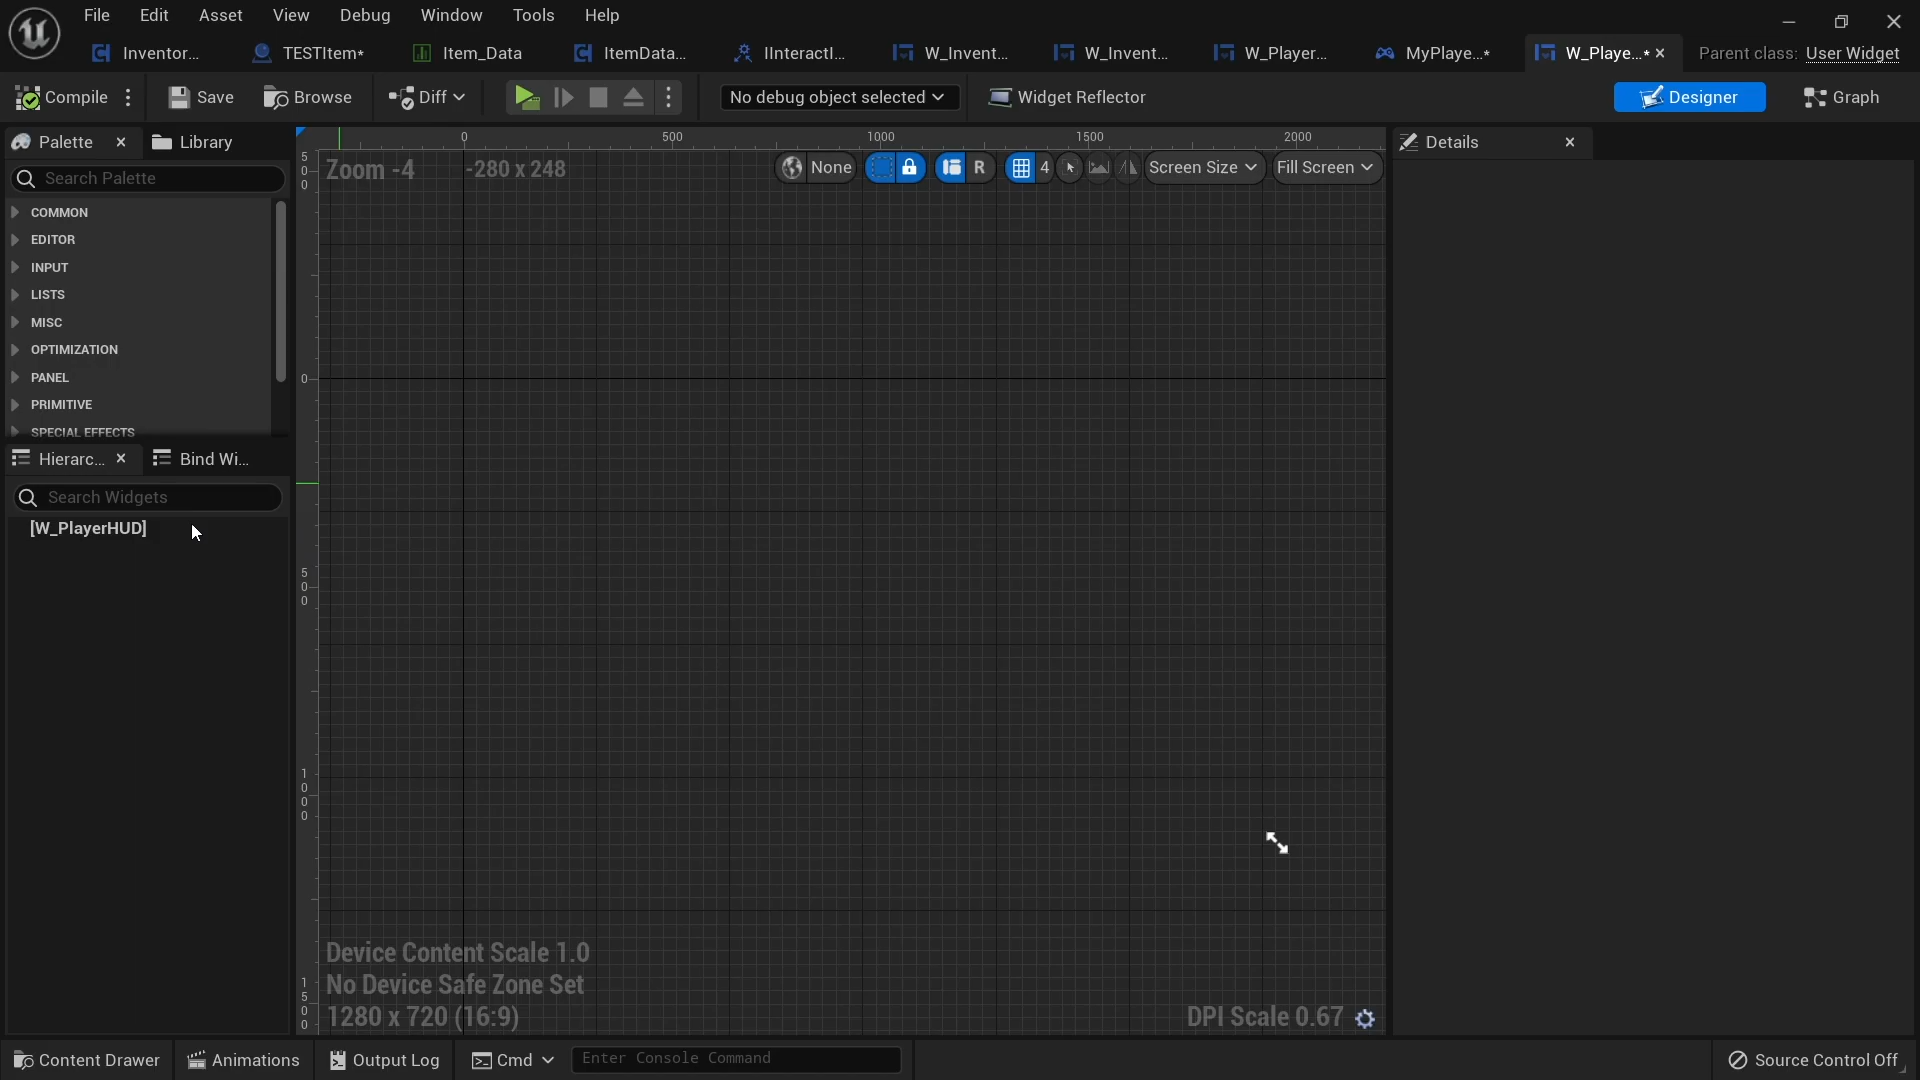 File Edit Asset View Debug Window Tools Help
Inventor... TESTItem* Item_Data ItemData... IInteractI... W_Invent... W_Invent... W_Player... MyPlaye...* W_Playe...* Parent class: User Widget
Compile Save Browse Diff No debug object selected Widget Reflector Designer Graph
Palette Library Details
0 500 1000 1500 2000
Search Palette
Zoom -4 -280 x 248 None R 4 Screen Size Fill Screen
COMMON
EDITOR
INPUT
LISTS
MISC
OPTIMIZATION
PANEL
PRIMITIVE
SPECIAL EFFECTS
Hierarc... Bind Wi...
Search Widgets
[W_PlayerHUD]
500
0
500
1000
1500
Device Content Scale 1.0
No Device Safe Zone Set
1280 x 720 (16:9) DPI Scale 0.67
Content Drawer Animations Output Log Cmd Enter Console Command Source Control Off